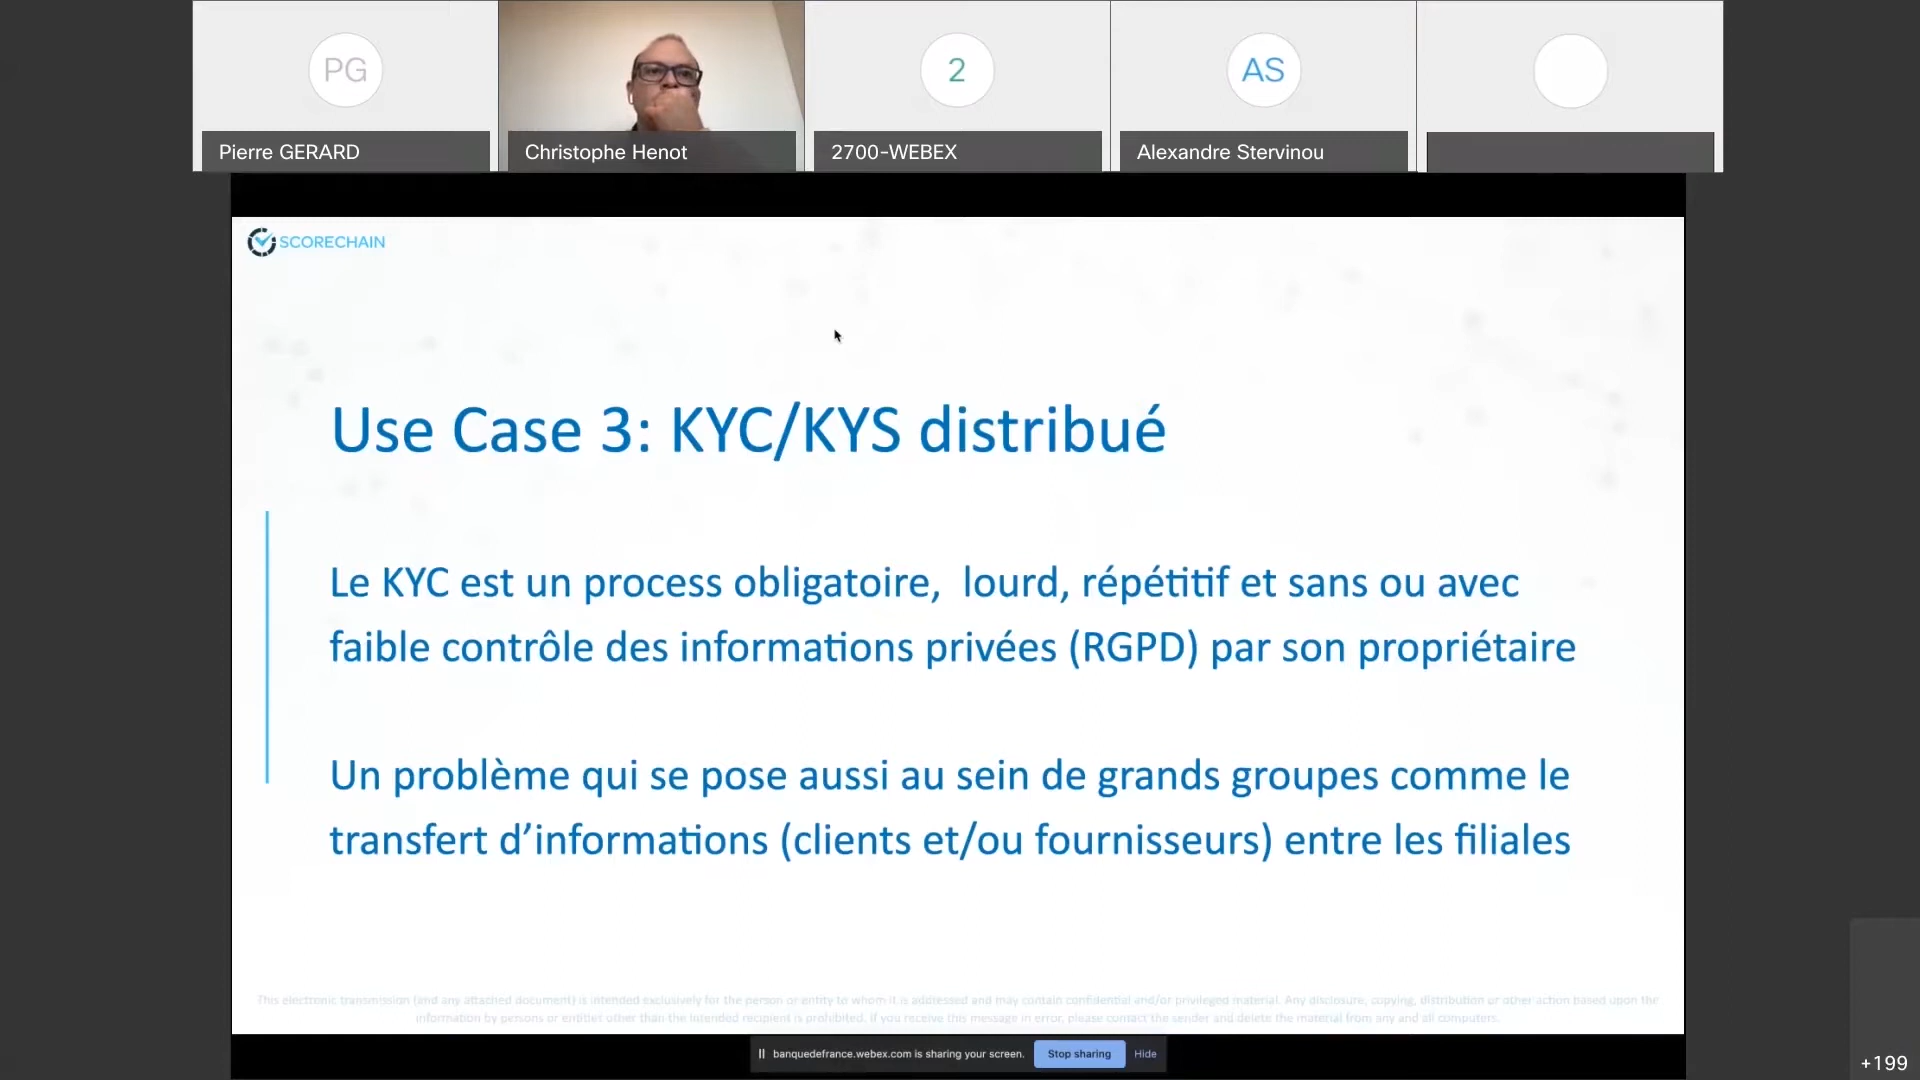 PG
2
AS
Pierre GERARD
Christophe Henot
2700-WEBEX
Alexandre Stervinou
SCORECHAIN
Use Case 3: KYC/KYS distribué
Le KYC est un process obligatoire,  lourd, répétitif et sans ou avec
faible contrôle des informations privées (RGPD) par son propriétaire
Un problème qui se pose aussi au sein de grands groupes comme le
transfert d’informations (clients et/ou fournisseurs) entre les filiales
This electronic transmission (and any attached document) is intended exclusively for the person or entity to whom it is addressed and may contain confidential and/or privileged material. Any disclosure, copying, distribution or other action based upon the
information by persons or entities other than the intended recipient is prohibited. If you receive this message in error, please contact the sender and delete the material from any and all computers.
banquedefrance.webex.com is sharing your screen.
Stop sharing
Hide
+199